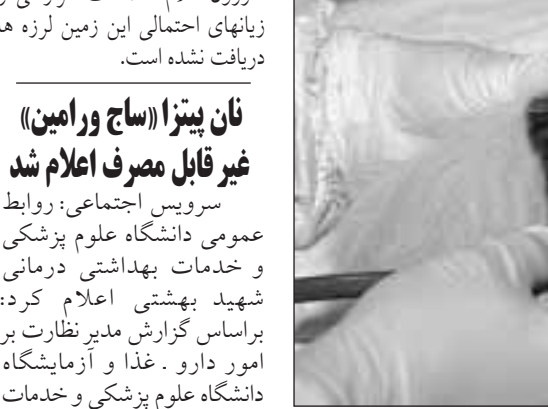 زیانهای احتمالی این زمین لرزه ها
دریافت نشده است.
نان پیتزا «ساج ورامین»
غیر قابل مصرف اعلام شد
سرویس اجتماعی: روابط
عمومی دانشگاه علوم پزشکی
و خدمات بهداشتی درمانی
شهید بهشتی اعلام کرد:
براساس گزارش مدیر نظارت بر
امور دارو ـ غذا و آزمایشگاه
دانشگاه علوم پزشکی و خدمات